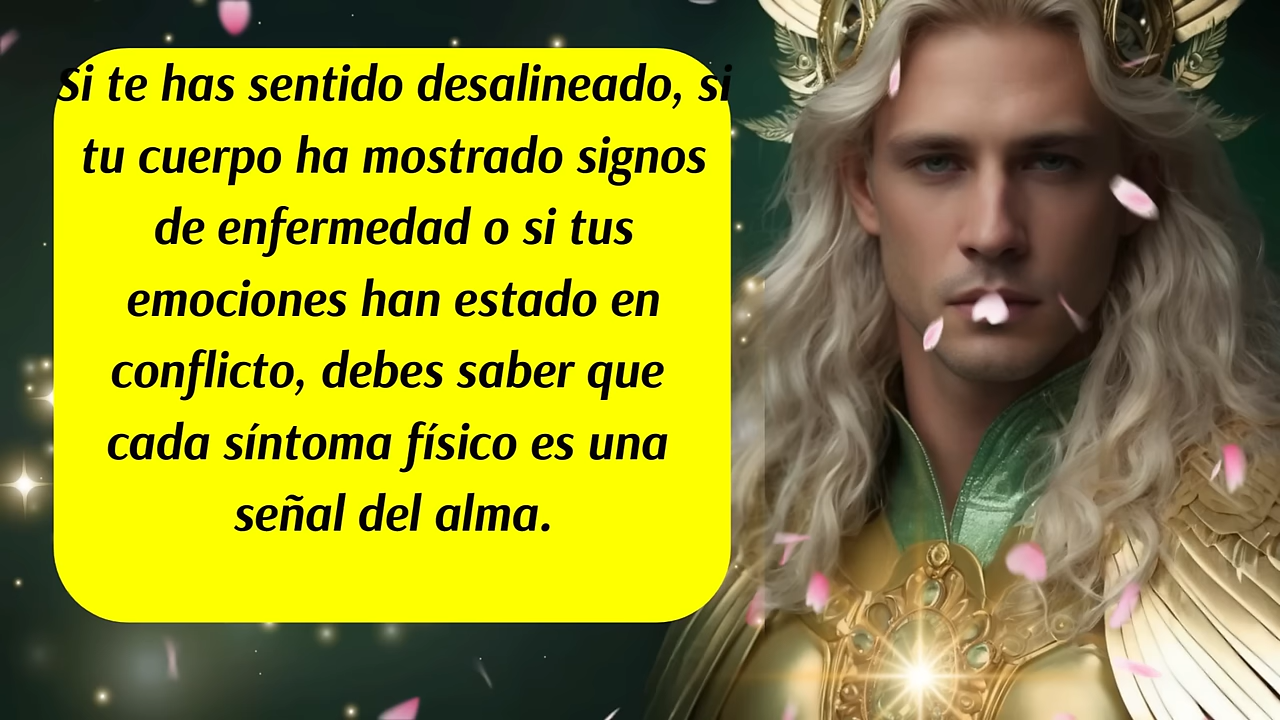 Si te has sentido desalineado, si
tu cuerpo ha mostrado signos
de enfermedad o si tus
emociones han estado en
conflicto, debes saber que
cada síntoma físico es una
señal del alma.